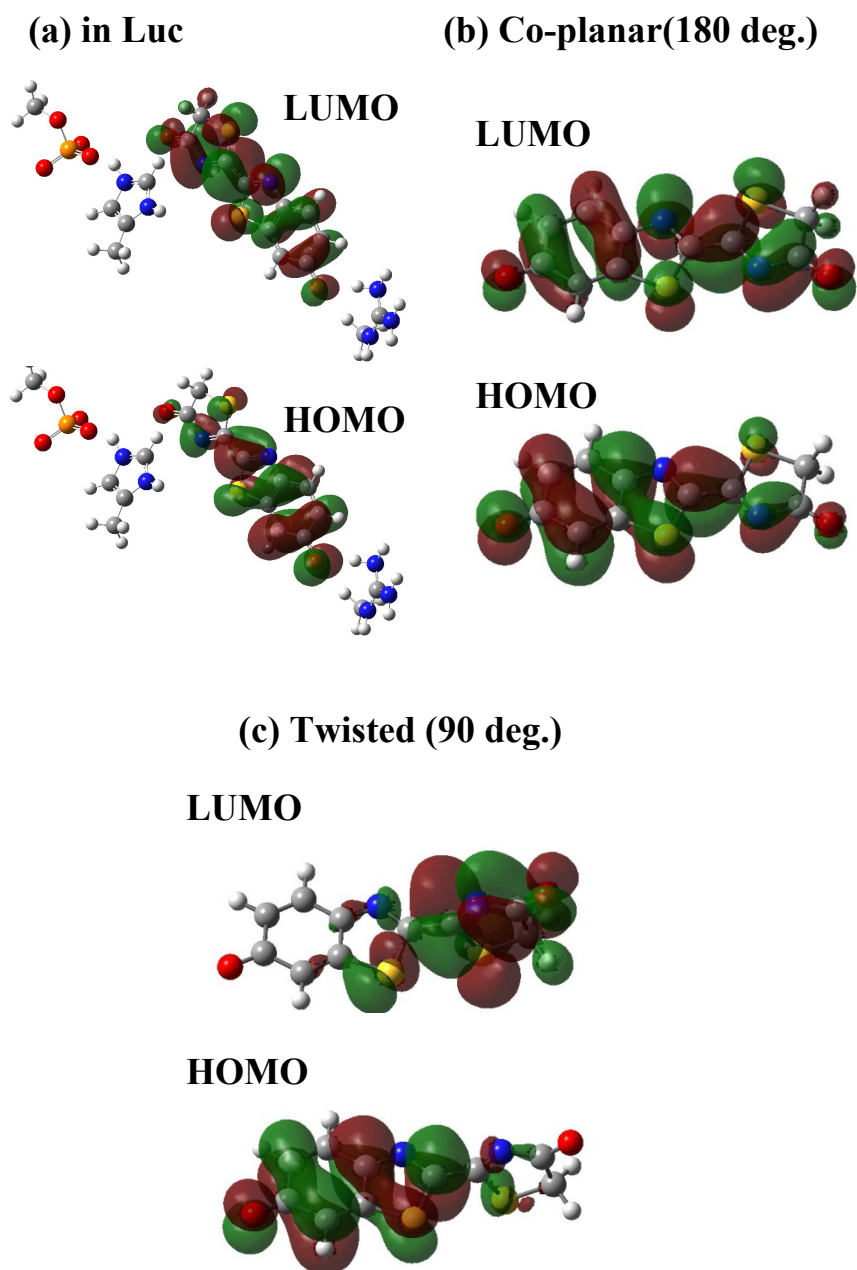 (a) in Luc
(b) Co-planar(180 deg.)
LUMO
LUMO
HOMO
HOMO
(c) Twisted (90 deg.)
LUMO
HOMO